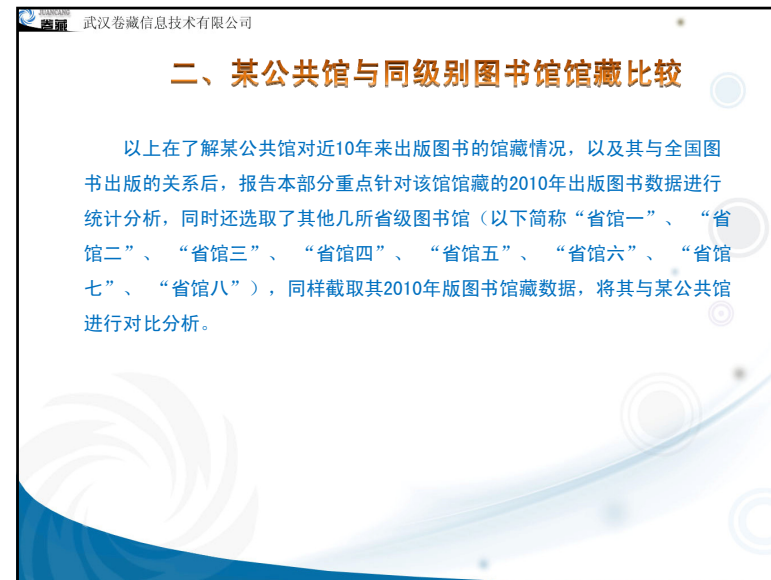 JUANCANG
卷藏 武汉卷藏信息技术有限公司
二、某公共馆与同级别图书馆馆藏比较
以上在了解某公共馆对近10年来出版图书的馆藏情况，以及其与全国图
书出版的关系后，报告本部分重点针对该馆馆藏的2010年出版图书数据进行
统计分析，同时还选取了其他几所省级图书馆（以下简称“省馆一”、 “省
馆二”、 “省馆三”、 “省馆四”、 “省馆五”、 “省馆六”、 “省馆
七”、 “省馆八”），同样截取其2010年版图书馆藏数据，将其与某公共馆
进行对比分析。